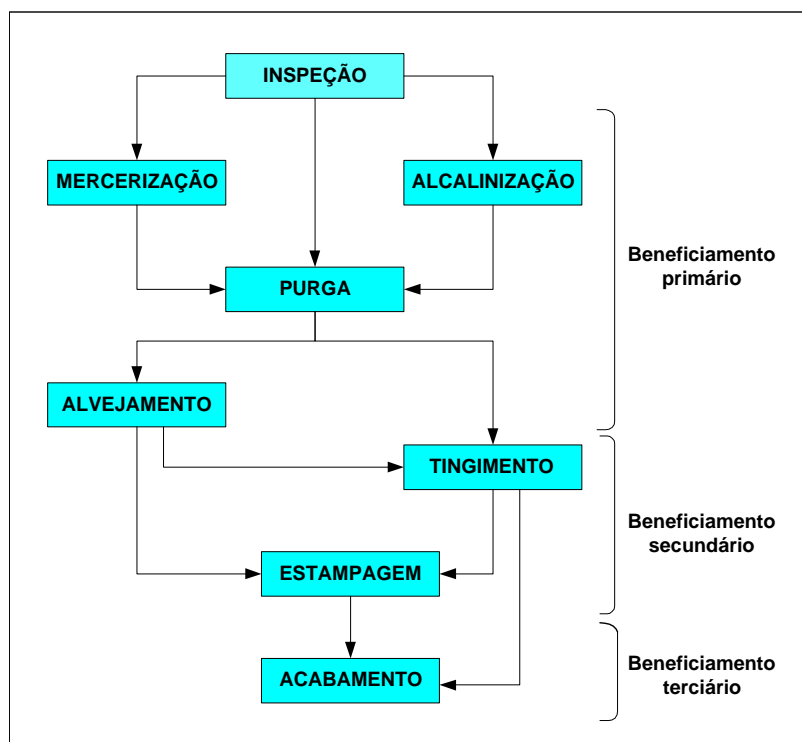 INSPEÇÃO
MERCERIZAÇÃO
ALCALINIZAÇÃO
Beneficiamento
primário
PURGA
ALVEJAMENTO
TINGIMENTO
Beneficiamento
secundário
ESTAMPAGEM
ACABAMENTO
Beneficiamento
terciário